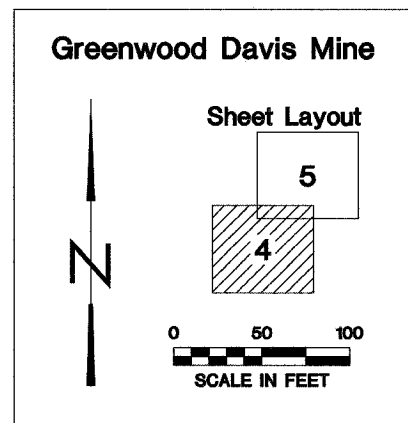 Greenwood Davis Mine
Sheet Layout
5
4
N
0 50 100
SCALE IN FEET